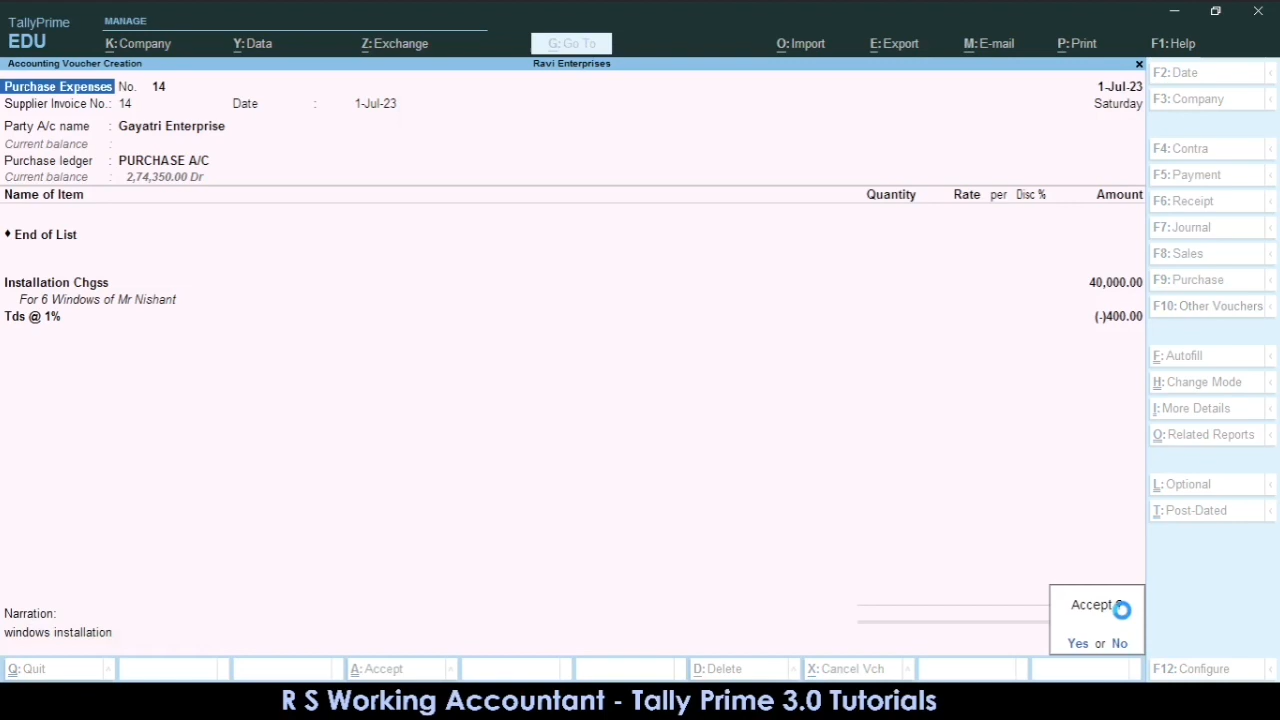 TallyPrime MANAGE
EDU K:Company Y:Data Z:Exchange G: Go To O:Import E:Export M:E-mail P:Print F1:Help
Accounting Voucher Creation Ravi Enterprises
Purchase Expenses No. 14 1-Jul-23
Supplier Invoice No.: 14 Date : 1-Jul-23 Saturday
Party A/c name : Gayatri Enterprise
Current balance :
Purchase ledger : PURCHASE A/C
Current balance : 2,74,350.00 Dr
Name of Item Quantity Rate per Disc % Amount
♦ End of List
Installation Chgss 40,000.00
For 6 Windows of Mr Nishant
Tds @ 1% (-)400.00
Narration:
windows installation
Accept
Yes or No
Q: Quit A: Accept D: Delete X: Cancel Vch F12: Configure
F2: Date
F3: Company
F4: Contra
F5: Payment
F6: Receipt
F7: Journal
F8: Sales
F9: Purchase
F10: Other Vouchers
F: Autofill
H: Change Mode
I: More Details
O: Related Reports
L: Optional
T: Post-Dated
R S Working Accountant - Tally Prime 3.0 Tutorials